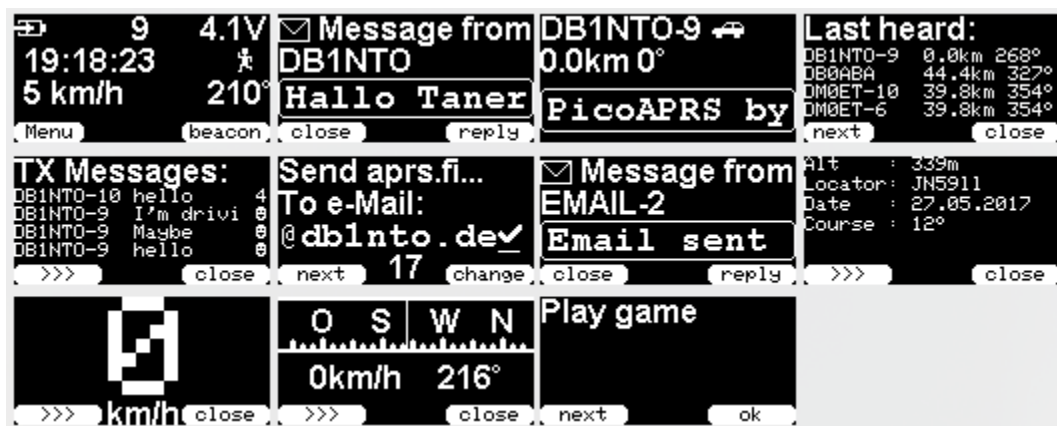 9 4.1V
19:18:23
5 km/h 210°
Menu beacon
Message from
DB1NTO
Hallo Taner
close reply
DB1NTO-9
0.0km 0°
PicoAPRS by
Last heard:
DB1NTO-9 0.0km 268°
DB0ABA 44.4km 327°
DM0ET-10 39.8km 354°
DM0ET-6 39.8km 354°
next close
TX Messages:
DB1NTO-10 hello 4
DB1NTO-9 I'm drivi
DB1NTO-9 Maybe
DB1NTO-9 hello
>>> close
Send aprs.fi...
To e-Mail:
@db1nto.de
next 17 change
Message from
EMAIL-2
Email sent
close reply
Alt : 339m
Locator: JN59ll
Date : 27.05.2017
Course : 12°
>>> close
0
>>> km/h close
O S W N
0km/h 216°
>>> close
Play game
next ok